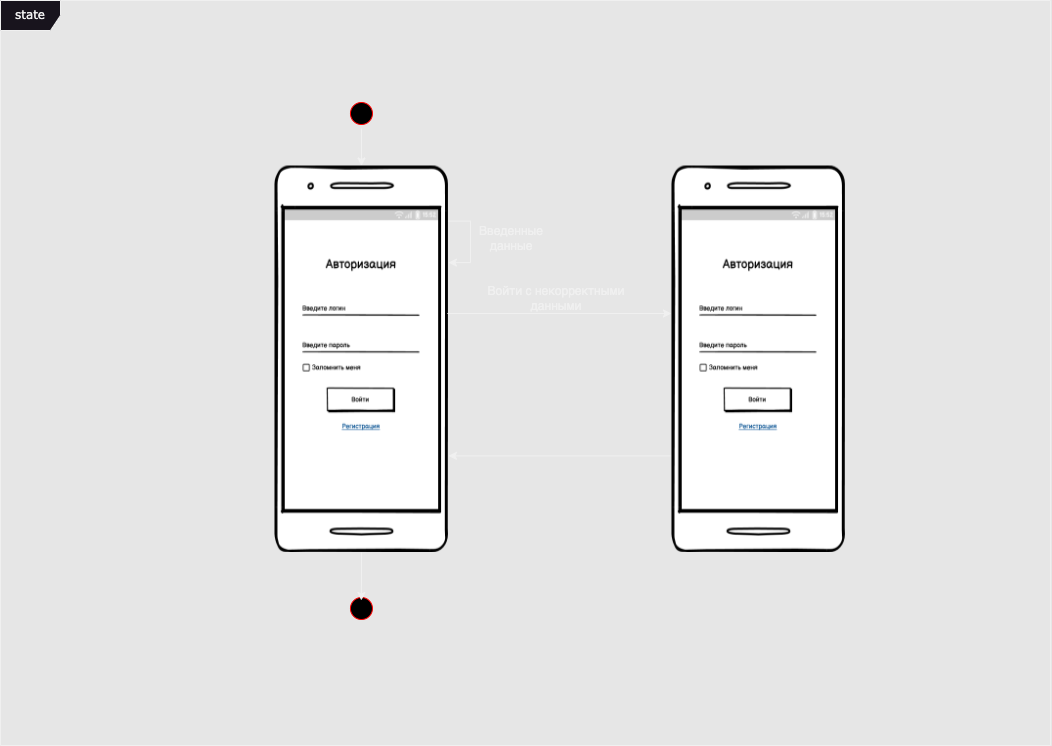 state
Введенные
данные
Авторизация
Введите логин
Введите пароль
Запомнить меня
Войти
Регистрация
Войти с некорректными
данными
Авторизация
Введите логин
Введите пароль
Запомнить меня
Войти
Регистрация